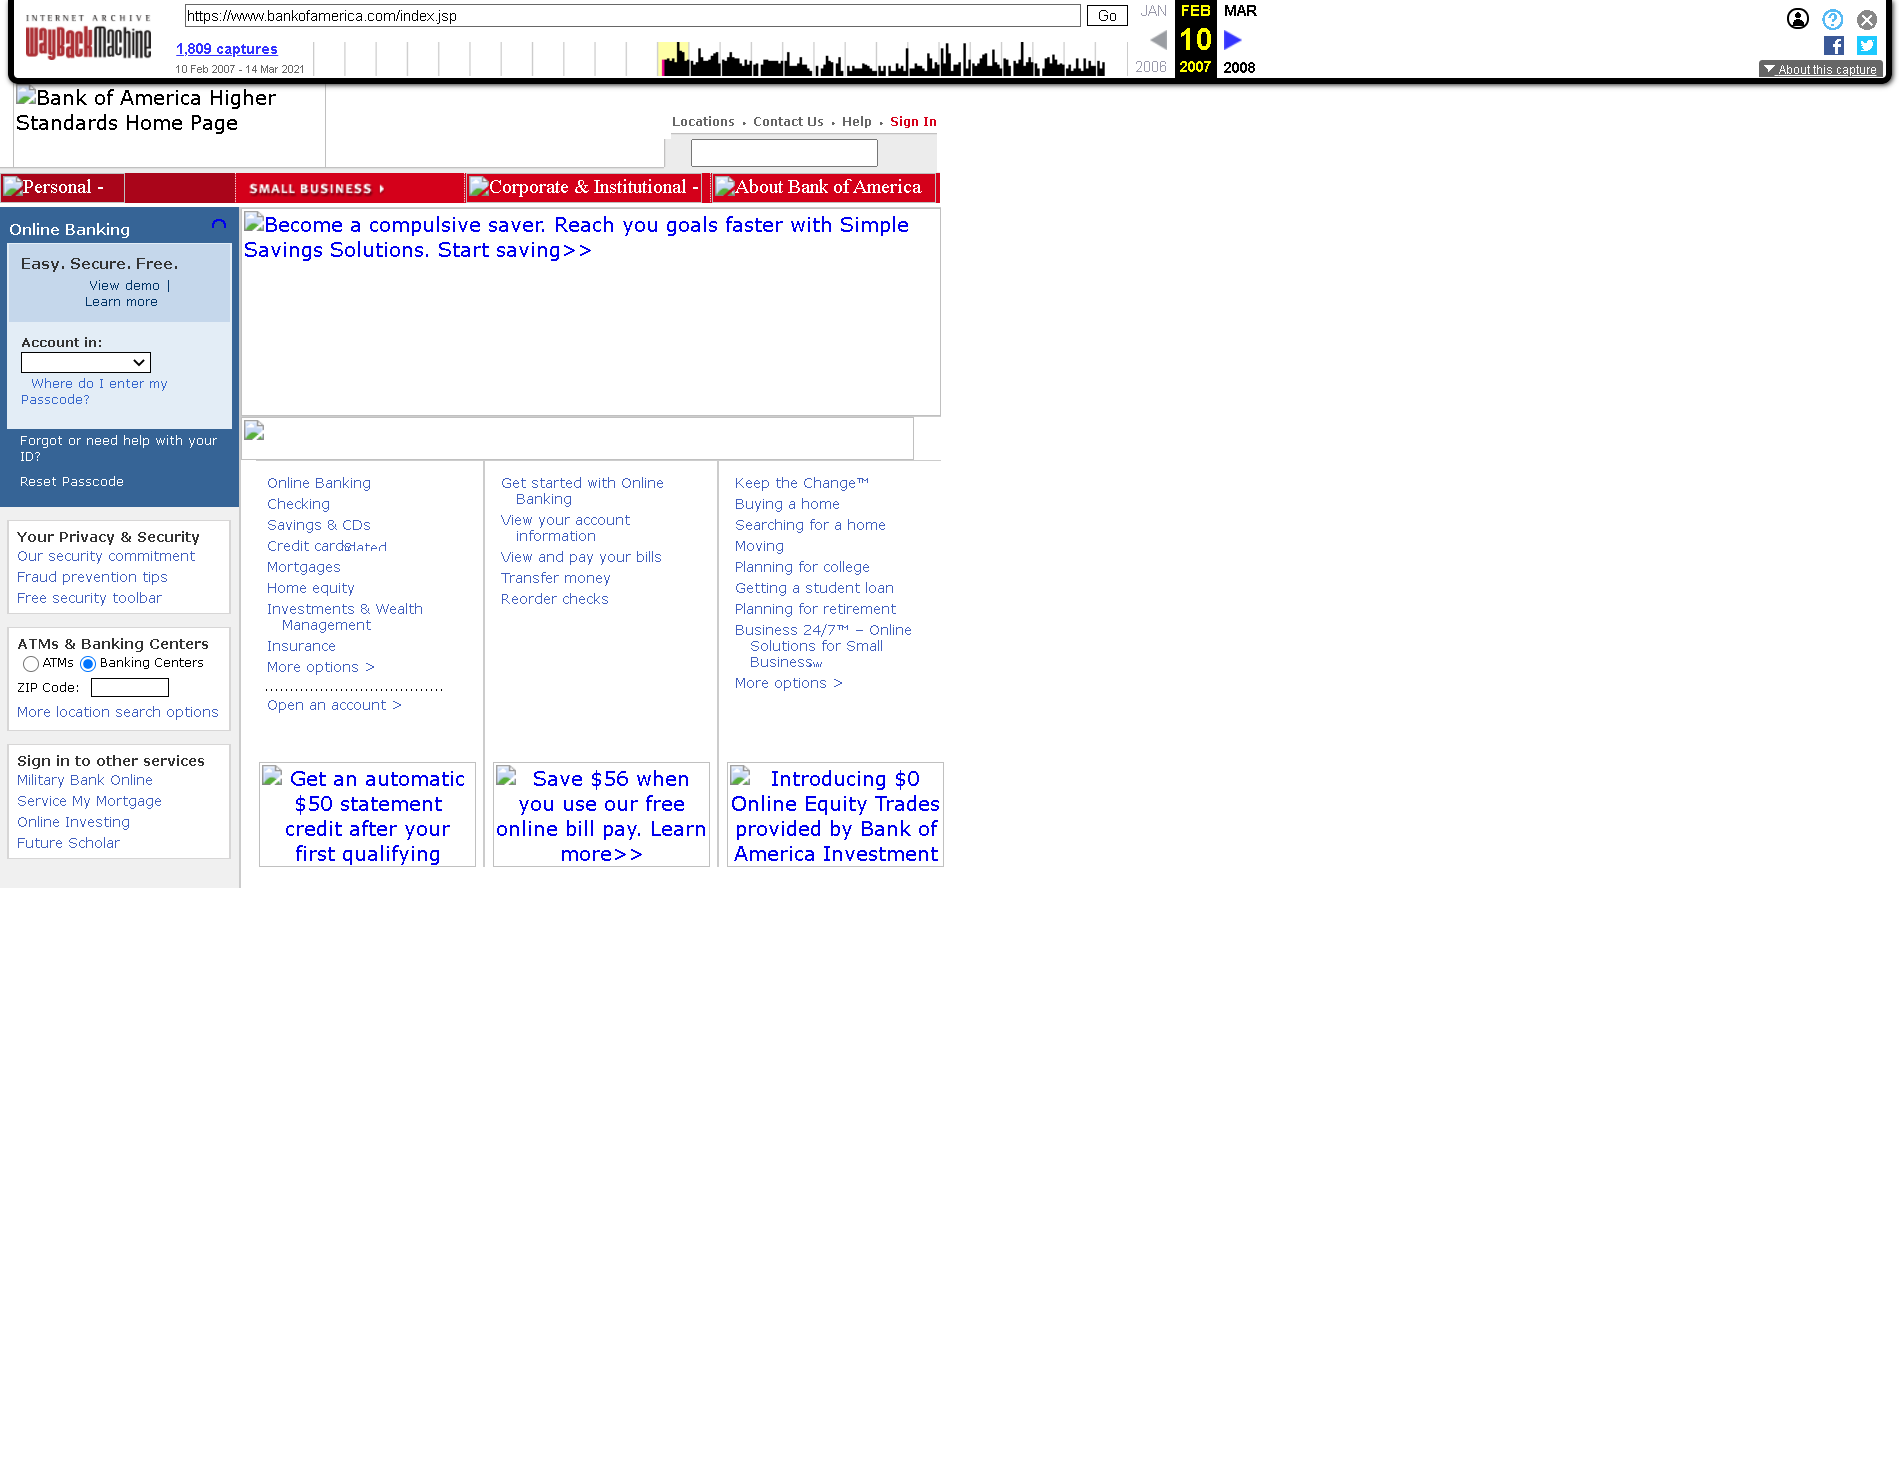 INTERNET ARCHIVE
WayBackMachine
https://www.bankofamerica.com/index.jsp
Go
JAN FEB MAR
1,809 captures
10
10 Feb 2007 - 14 Mar 2021
2006 2007 2008
About this capture
Bank of America Higher
Standards Home Page
Locations • Contact Us • Help • Sign In
Personal -
SMALL BUSINESS
Corporate & Institutional -
About Bank of America
Online Banking
Easy. Secure. Free.
View demo |
Learn more
Account in:
Where do I enter my
Passcode?
Forgot or need help with your
ID?
Reset Passcode
Your Privacy & Security
Our security commitment
Fraud prevention tips
Free security toolbar
ATMs & Banking Centers
ATMs Banking Centers
ZIP Code:
More location search options
Sign in to other services
Military Bank Online
Service My Mortgage
Online Investing
Future Scholar
Become a compulsive saver. Reach you goals faster with Simple
Savings Solutions. Start saving>>
Online Banking
Checking
Savings & CDs
Credit cards
Mortgages
Home equity
Investments & Wealth
Management
Insurance
More options >
Open an account >
Get started with Online
Banking
View your account
information
View and pay your bills
Transfer money
Reorder checks
Keep the Change™
Buying a home
Searching for a home
Moving
Planning for college
Getting a student loan
Planning for retirement
Business 24/7™ – Online
Solutions for Small
Business
More options >
Get an automatic
$50 statement
credit after your
first qualifying
Save $56 when
you use our free
online bill pay. Learn
more>>
Introducing $0
Online Equity Trades
provided by Bank of
America Investment